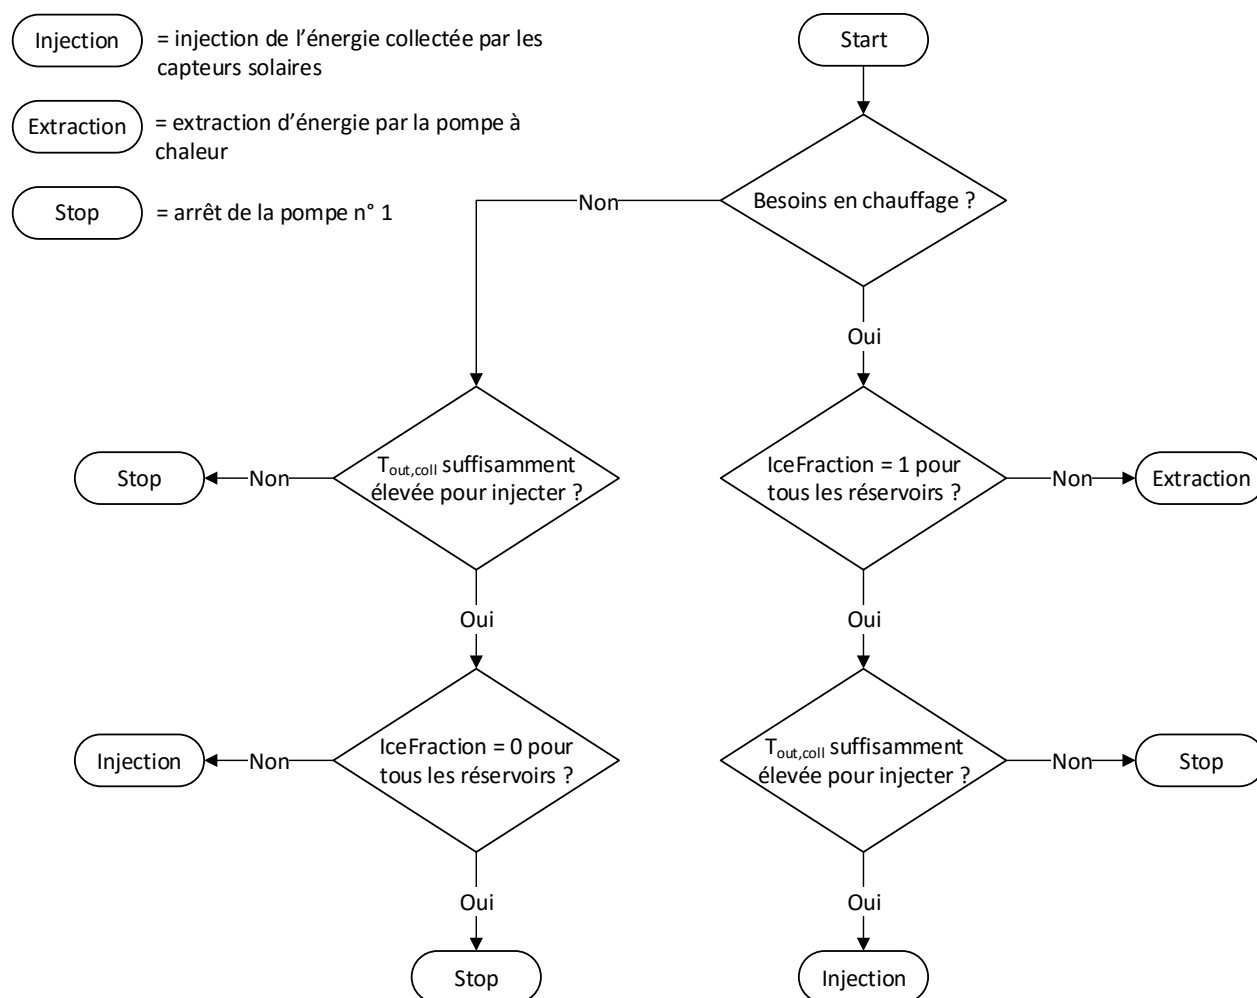 Injection
= injection de l'énergie collectée par les
capteurs solaires
Extraction
= extraction d'énergie par la pompe à
chaleur
Stop
= arrêt de la pompe n° 1
Start
Besoins en chauffage ?
Non
Oui
Tout,coll suffisamment
élevée pour injecter ?
Non
Stop
Oui
IceFraction = 1 pour
tous les réservoirs ?
Non
Extraction
Oui
IceFraction = 0 pour
tous les réservoirs ?
Non
Injection
Oui
Stop
Tout,coll suffisamment
élevée pour injecter ?
Non
Stop
Oui
Injection